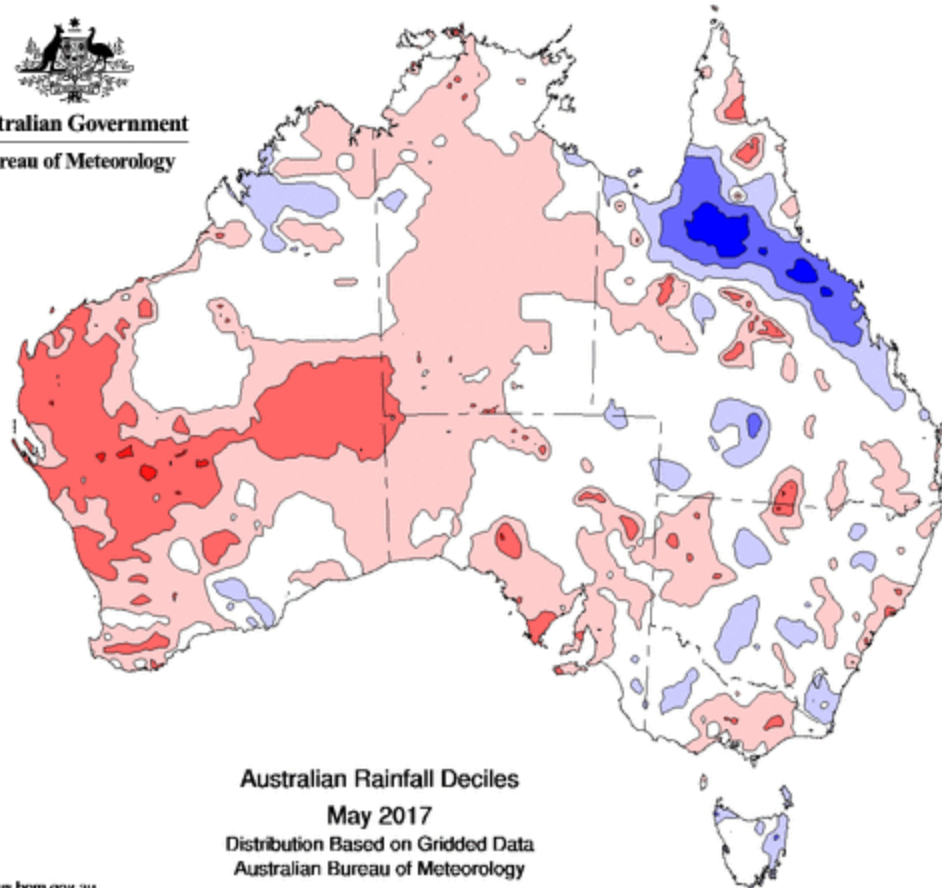 tralian Government
reau of Meteorology
Australian Rainfall Deciles
May 2017
Distribution Based on Gridded Data
Australian Bureau of Meteorology